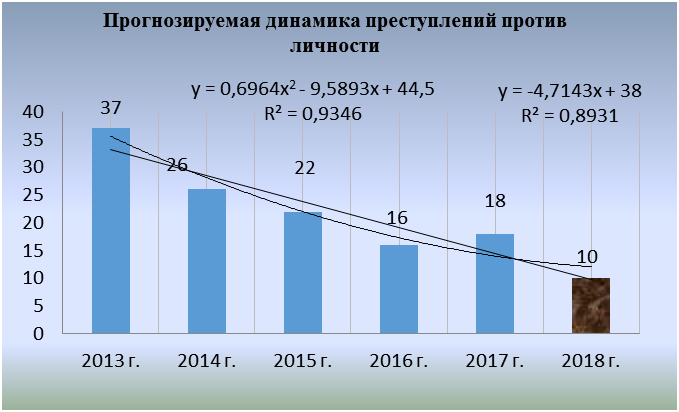 Прогнозируемая динамика преступлений против
личности
y = 0,6964x² - 9,5893x + 44,5
R² = 0,9346
y = -4,7143x + 38
R² = 0,8931
40
35
30
25
20
15
10
5
0
37
26
22
16
18
10
2013 г.
2014 г.
2015 г.
2016 г.
2017 г.
2018 г.